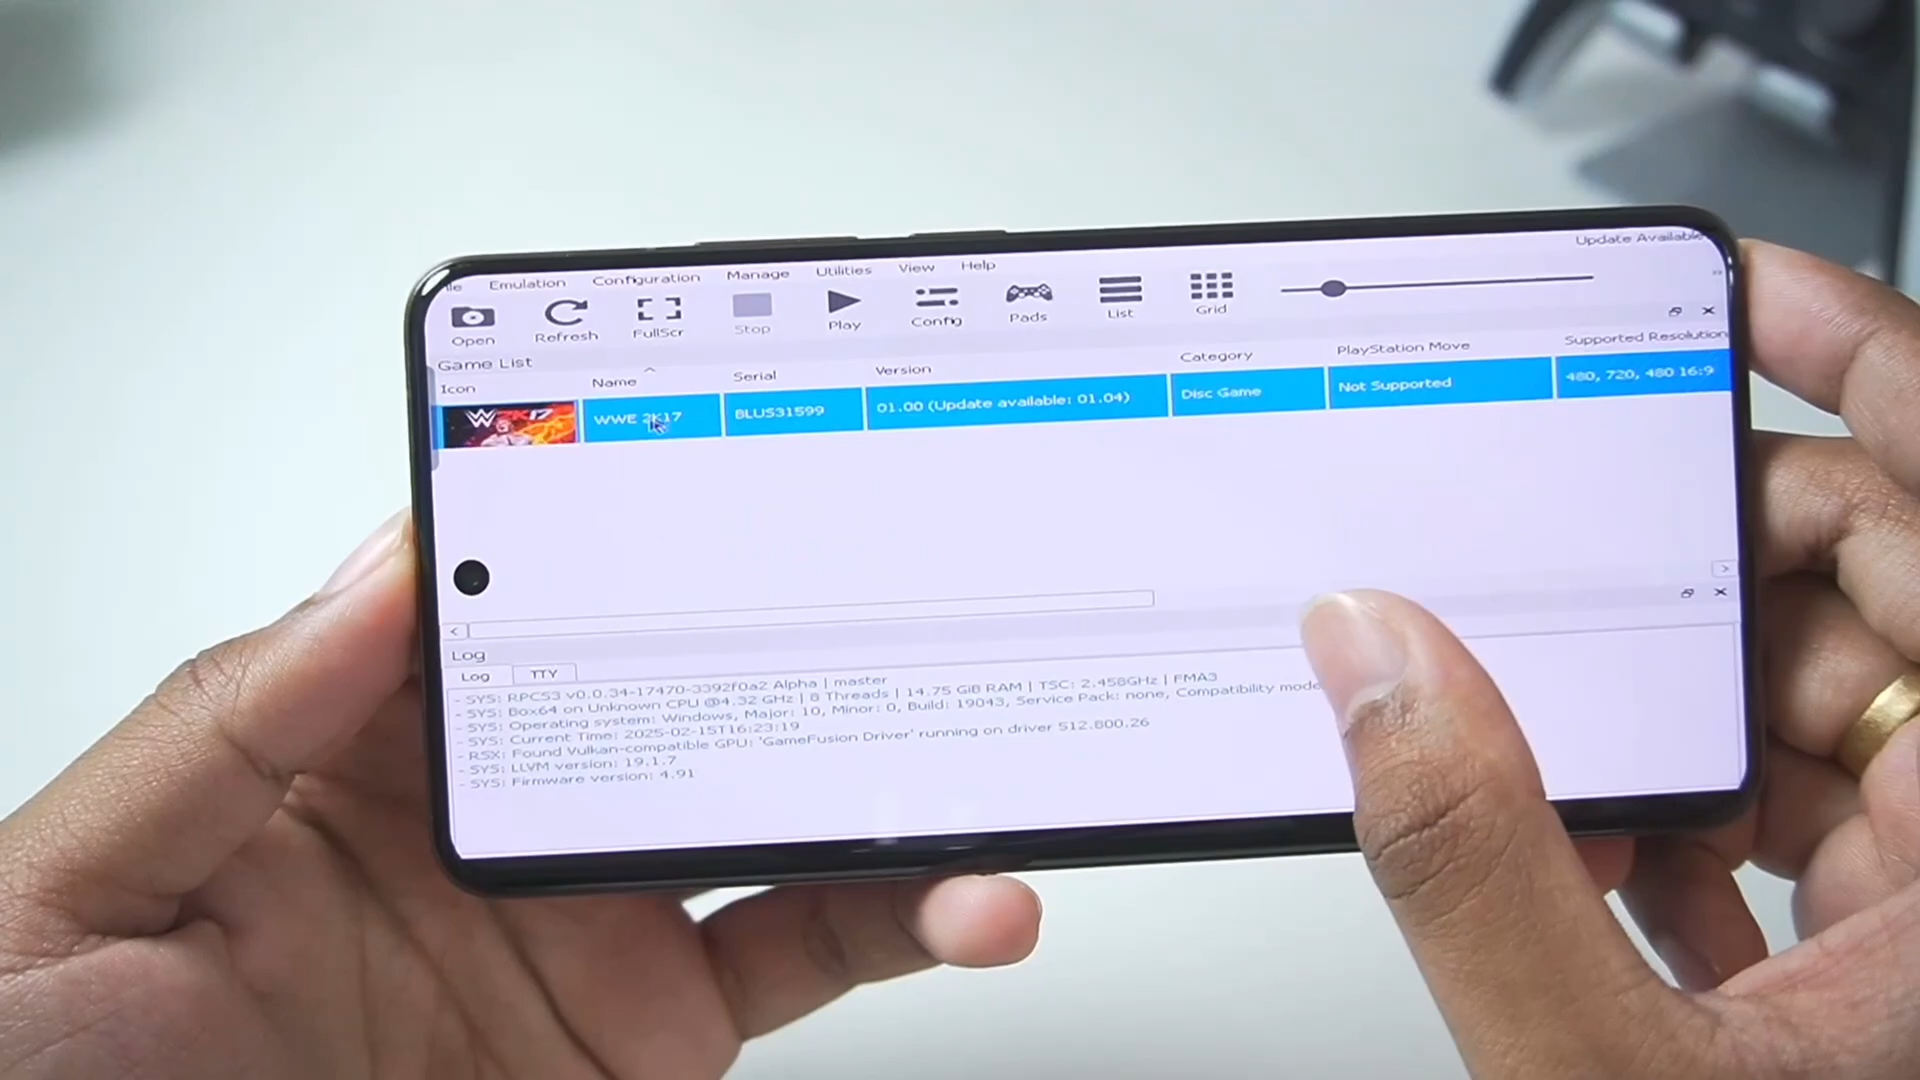 ile Emulation Configuration Manage Utilities View Help Update Available
Open Refresh FullScr Stop Play Config Pads List Grid
Game List
Icon Name Serial Version Category PlayStation Move Supported Resolution
W 2K17 WWE 2K17 BLUS31599 01.00 (Update available: 01.04) Disc Game Not Supported 480, 720, 480 16:9
Log
Log TTY
- SYS: RPCS3 v0.0.34-17470-3392f0a2 Alpha | master
- SYS: Box64 on Unknown CPU @4.32 GHz | 8 Threads | 14.75 GiB RAM | TSC: 2.458GHz | FMA3
- SYS: Operating system: Windows, Major: 10, Minor: 0, Build: 19043, Service Pack: none, Compatibility mode
- SYS: Current Time: 2025-02-15T16:23:19
- RSX: Found Vulkan-compatible GPU: 'GameFusion Driver' running on driver 512.800.26
- SYS: LLVM version: 19.1.7
- SYS: Firmware version: 4.91